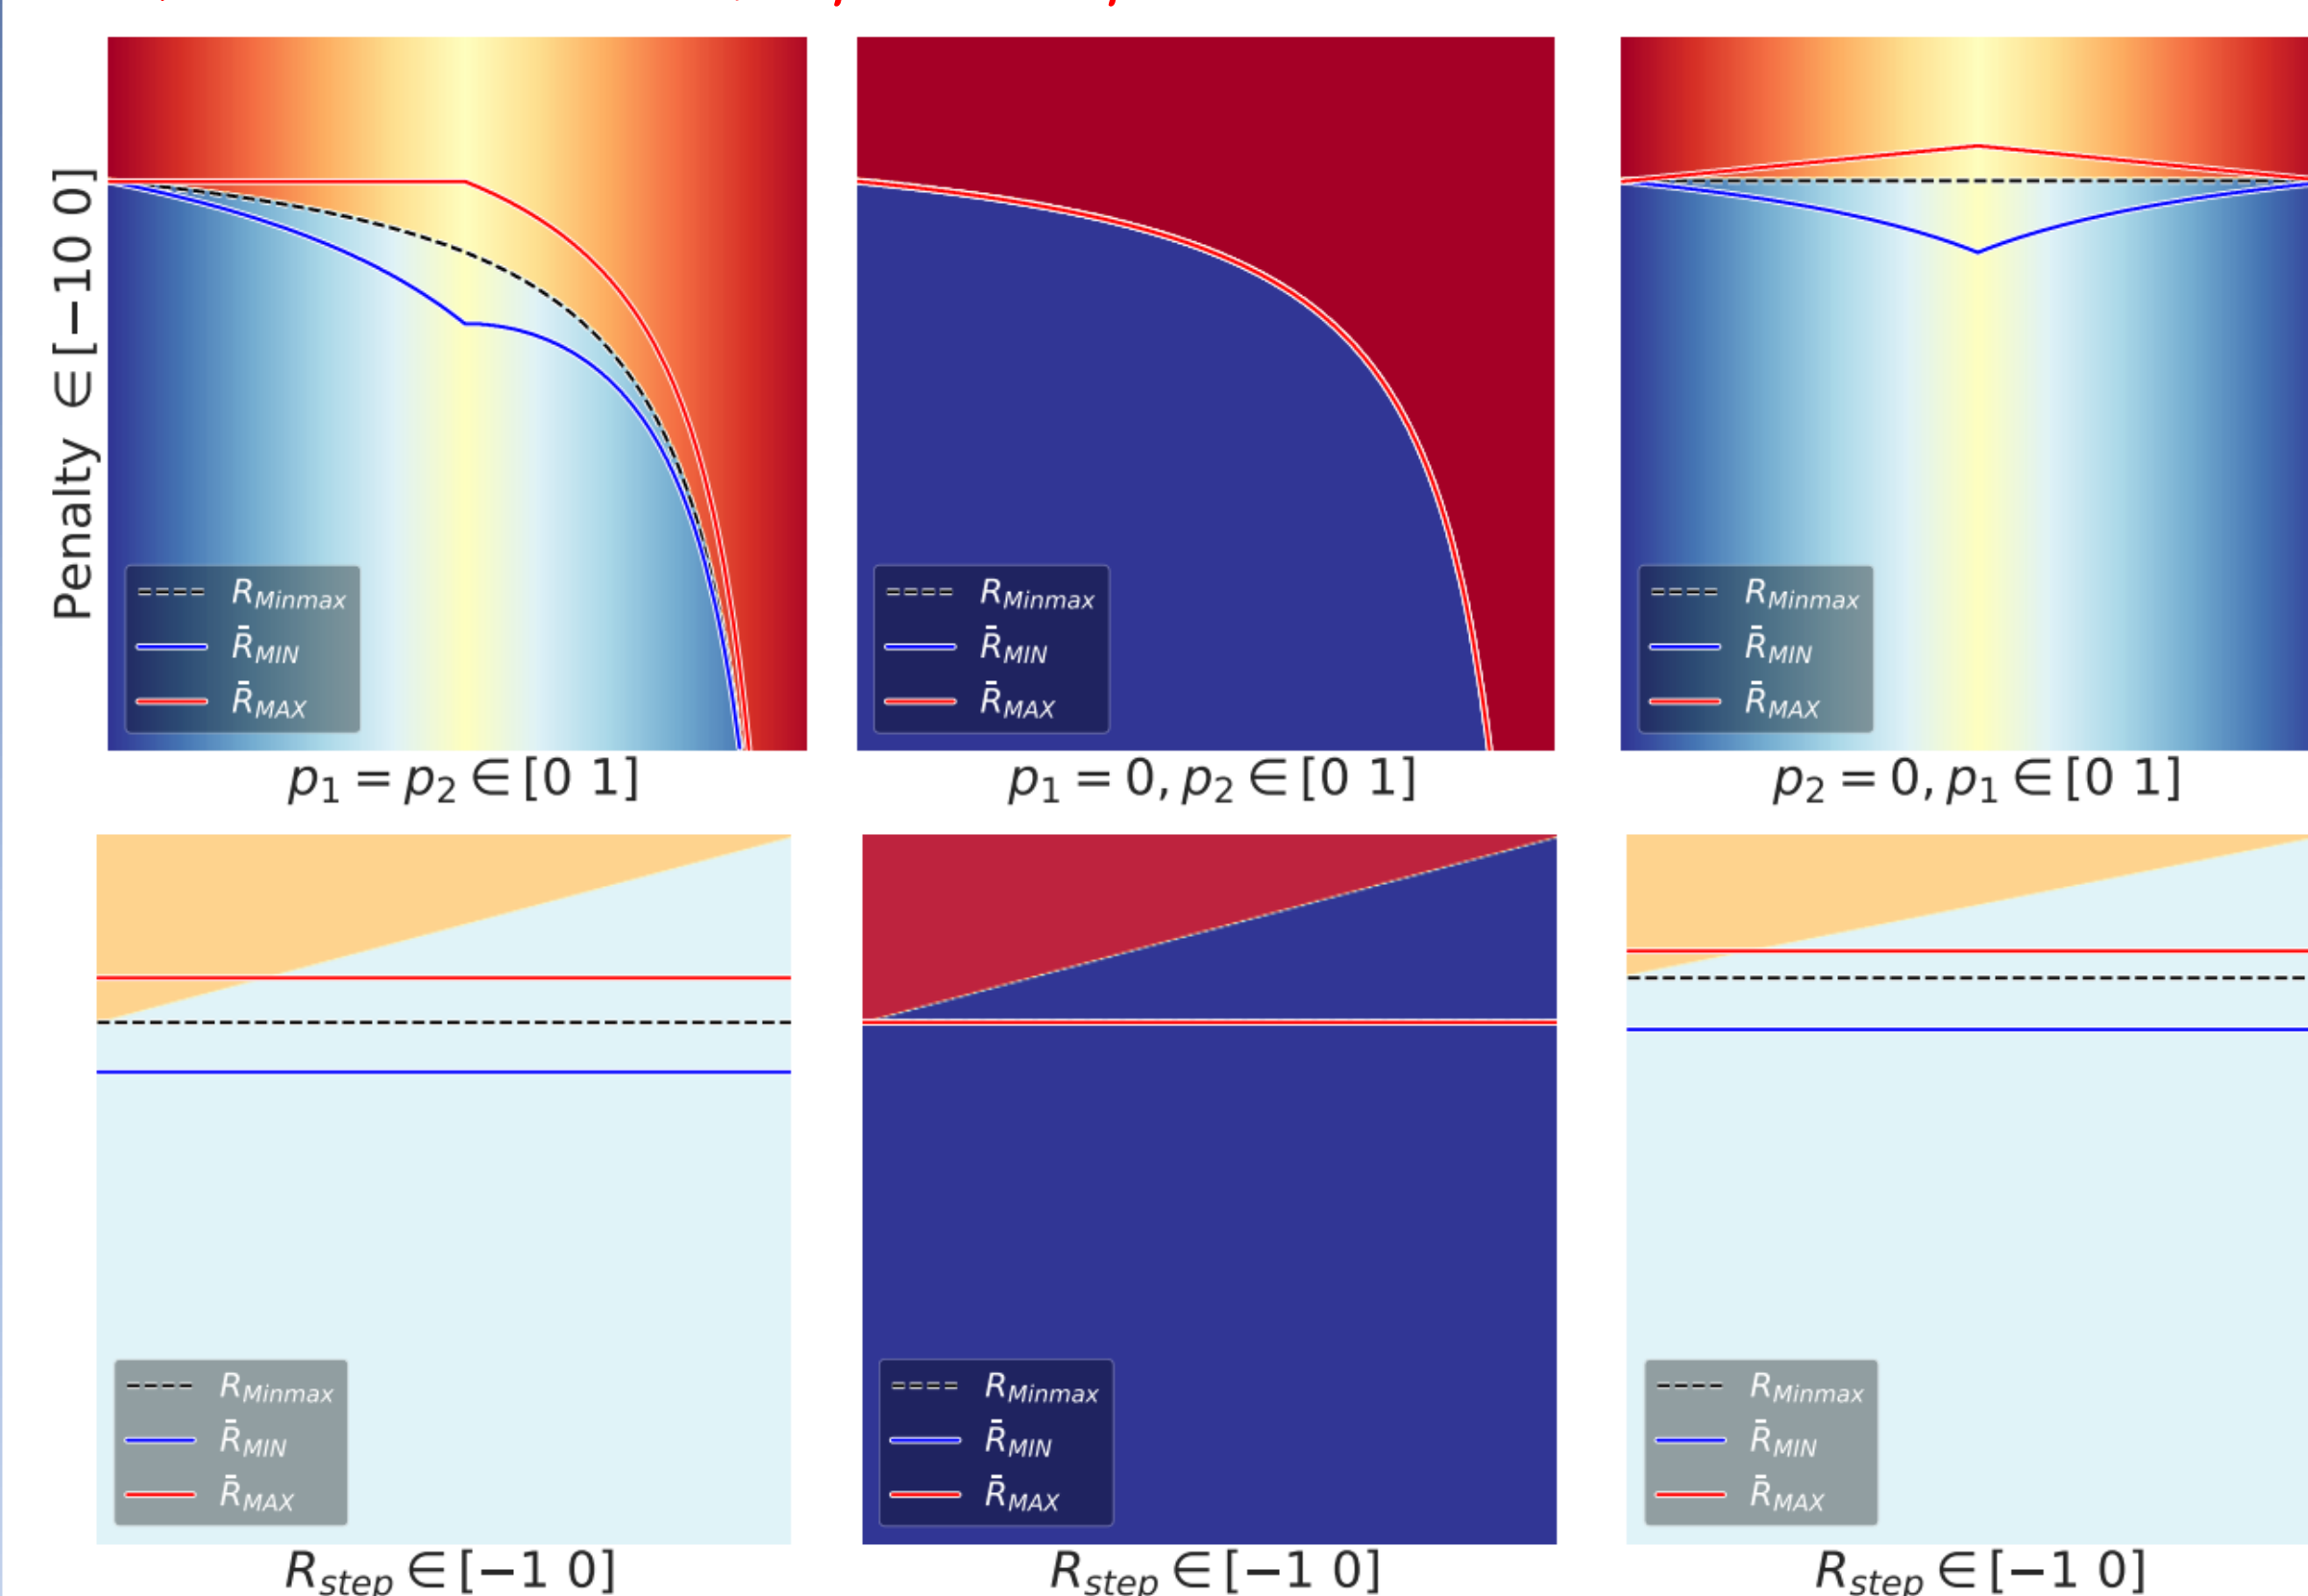 Penalty ∈ [−10 0]
R_Minmax
R̄_MIN
R̄_MAX
p₁ = p₂ ∈ [0 1]
R_Minmax
R̄_MIN
R̄_MAX
p₁ = 0, p₂ ∈ [0 1]
R_Minmax
R̄_MIN
R̄_MAX
p₂ = 0, p₁ ∈ [0 1]
R_Minmax
R̄_MIN
R̄_MAX
R_step ∈ [−1 0]
R_Minmax
R̄_MIN
R̄_MAX
R_step ∈ [−1 0]
R_Minmax
R̄_MIN
R̄_MAX
R_step ∈ [−1 0]